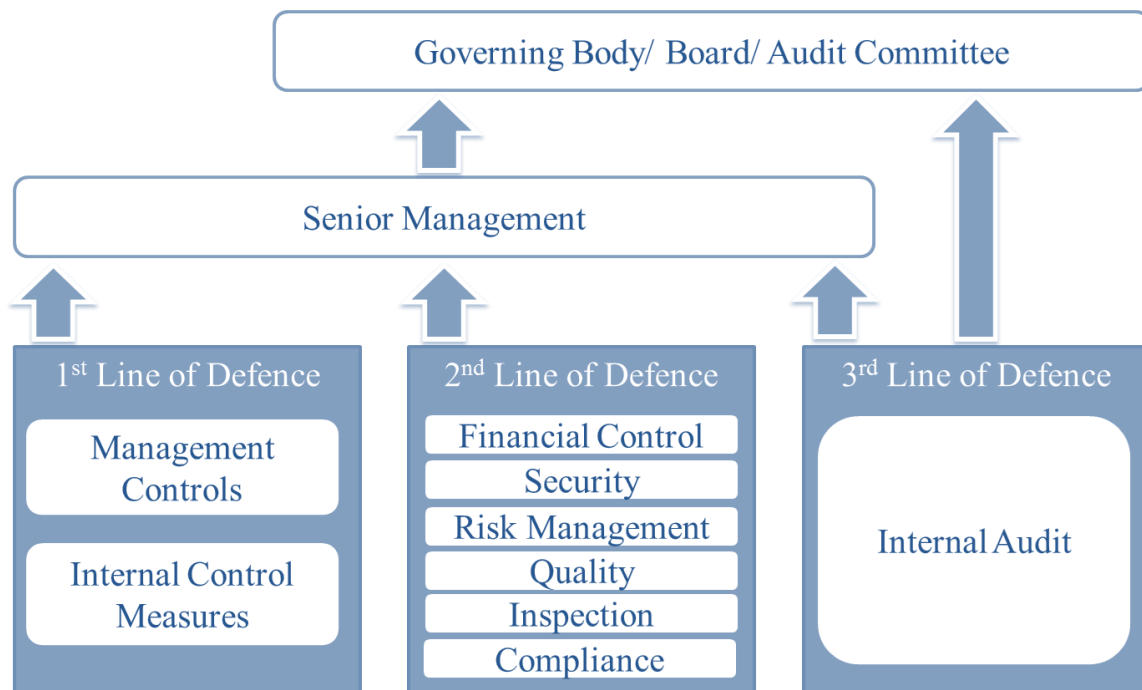 Governing Body/ Board/ Audit Committee
Senior Management
1st Line of Defence
Management
Controls
Internal Control
Measures
2nd Line of Defence
Financial Control
Security
Risk Management
Quality
Inspection
Compliance
3rd Line of Defence
Internal Audit